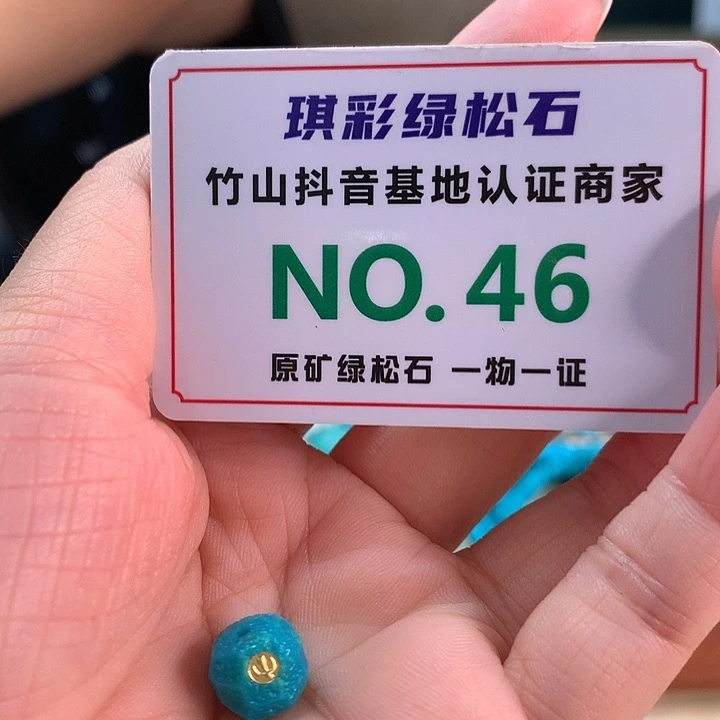 琪彩绿松石
竹山抖音基地认证商家
NO.46
原矿绿松石 一物一证